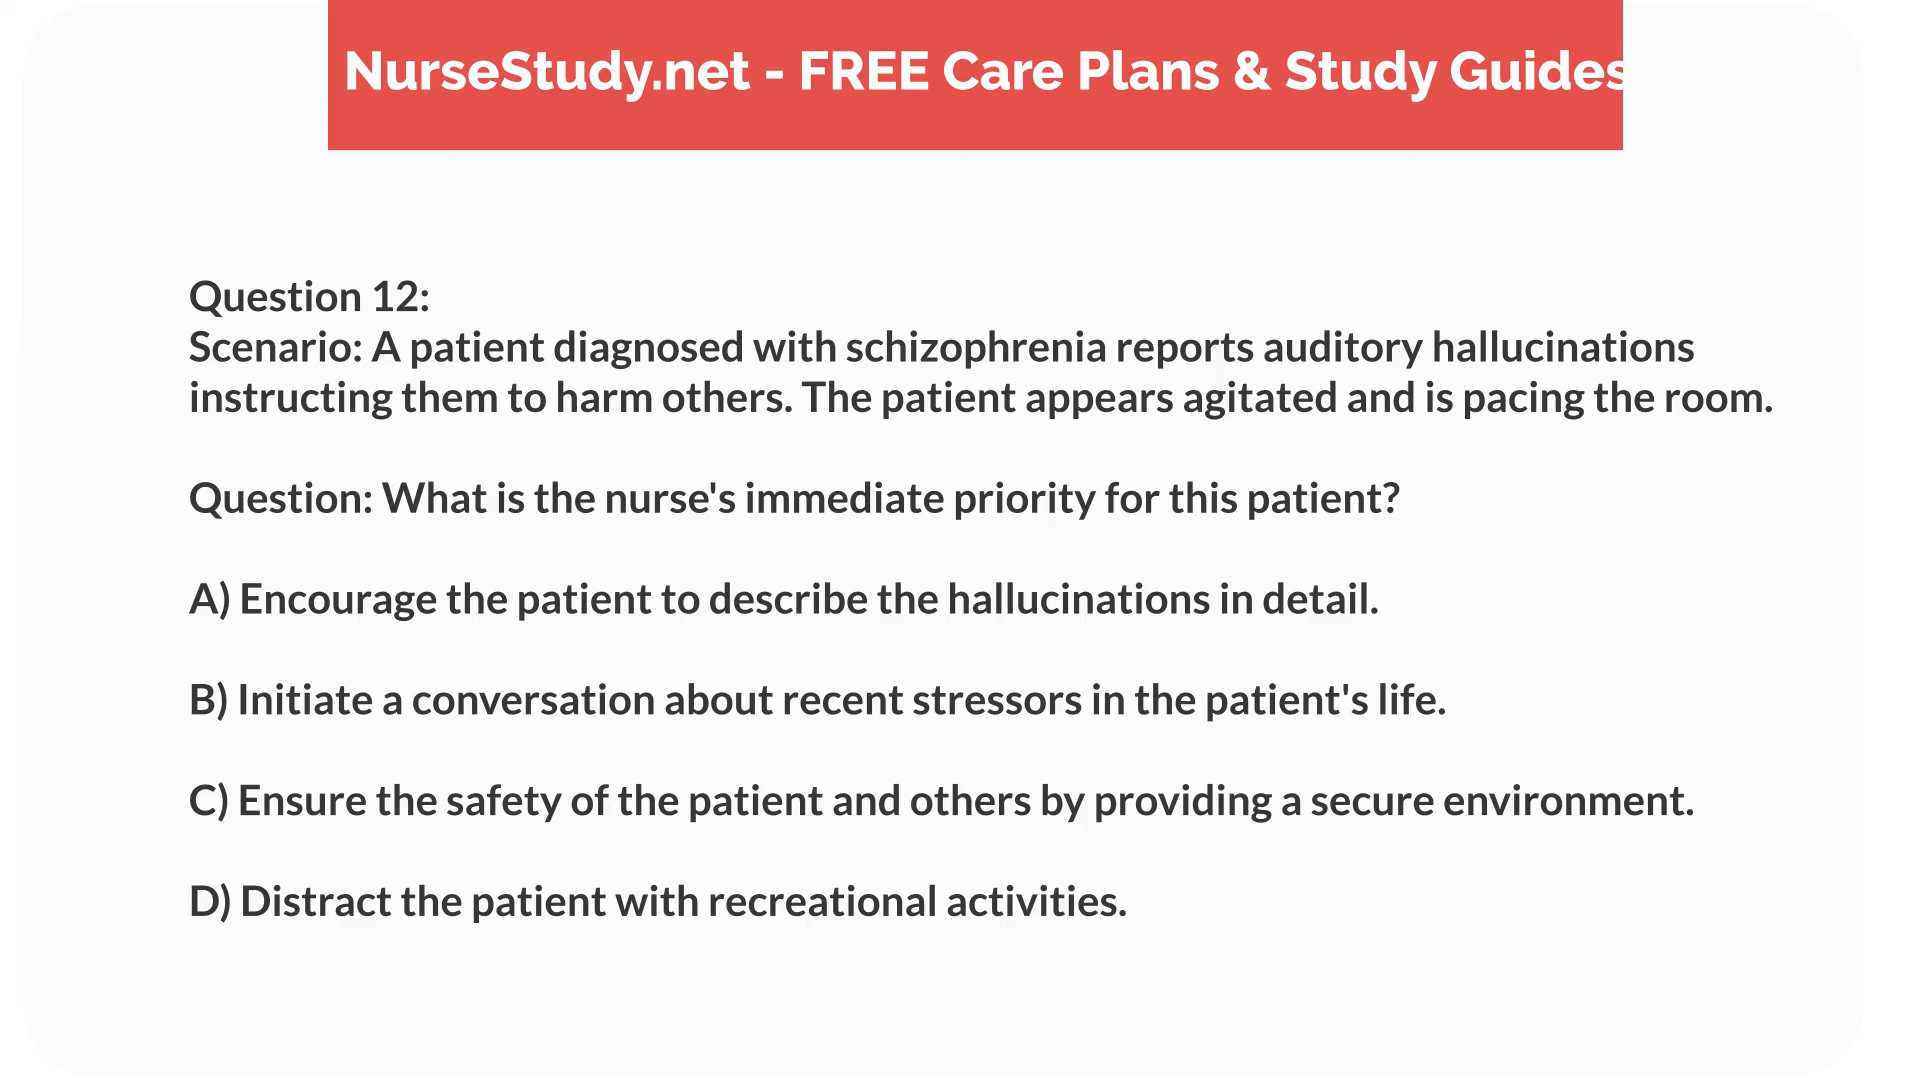 NurseStudy.net - FREE Care Plans & Study Guides
Question 12:
Scenario: A patient diagnosed with schizophrenia reports auditory hallucinations
instructing them to harm others. The patient appears agitated and is pacing the room.
Question: What is the nurse's immediate priority for this patient?
A) Encourage the patient to describe the hallucinations in detail.
B) Initiate a conversation about recent stressors in the patient's life.
C) Ensure the safety of the patient and others by providing a secure environment.
D) Distract the patient with recreational activities.